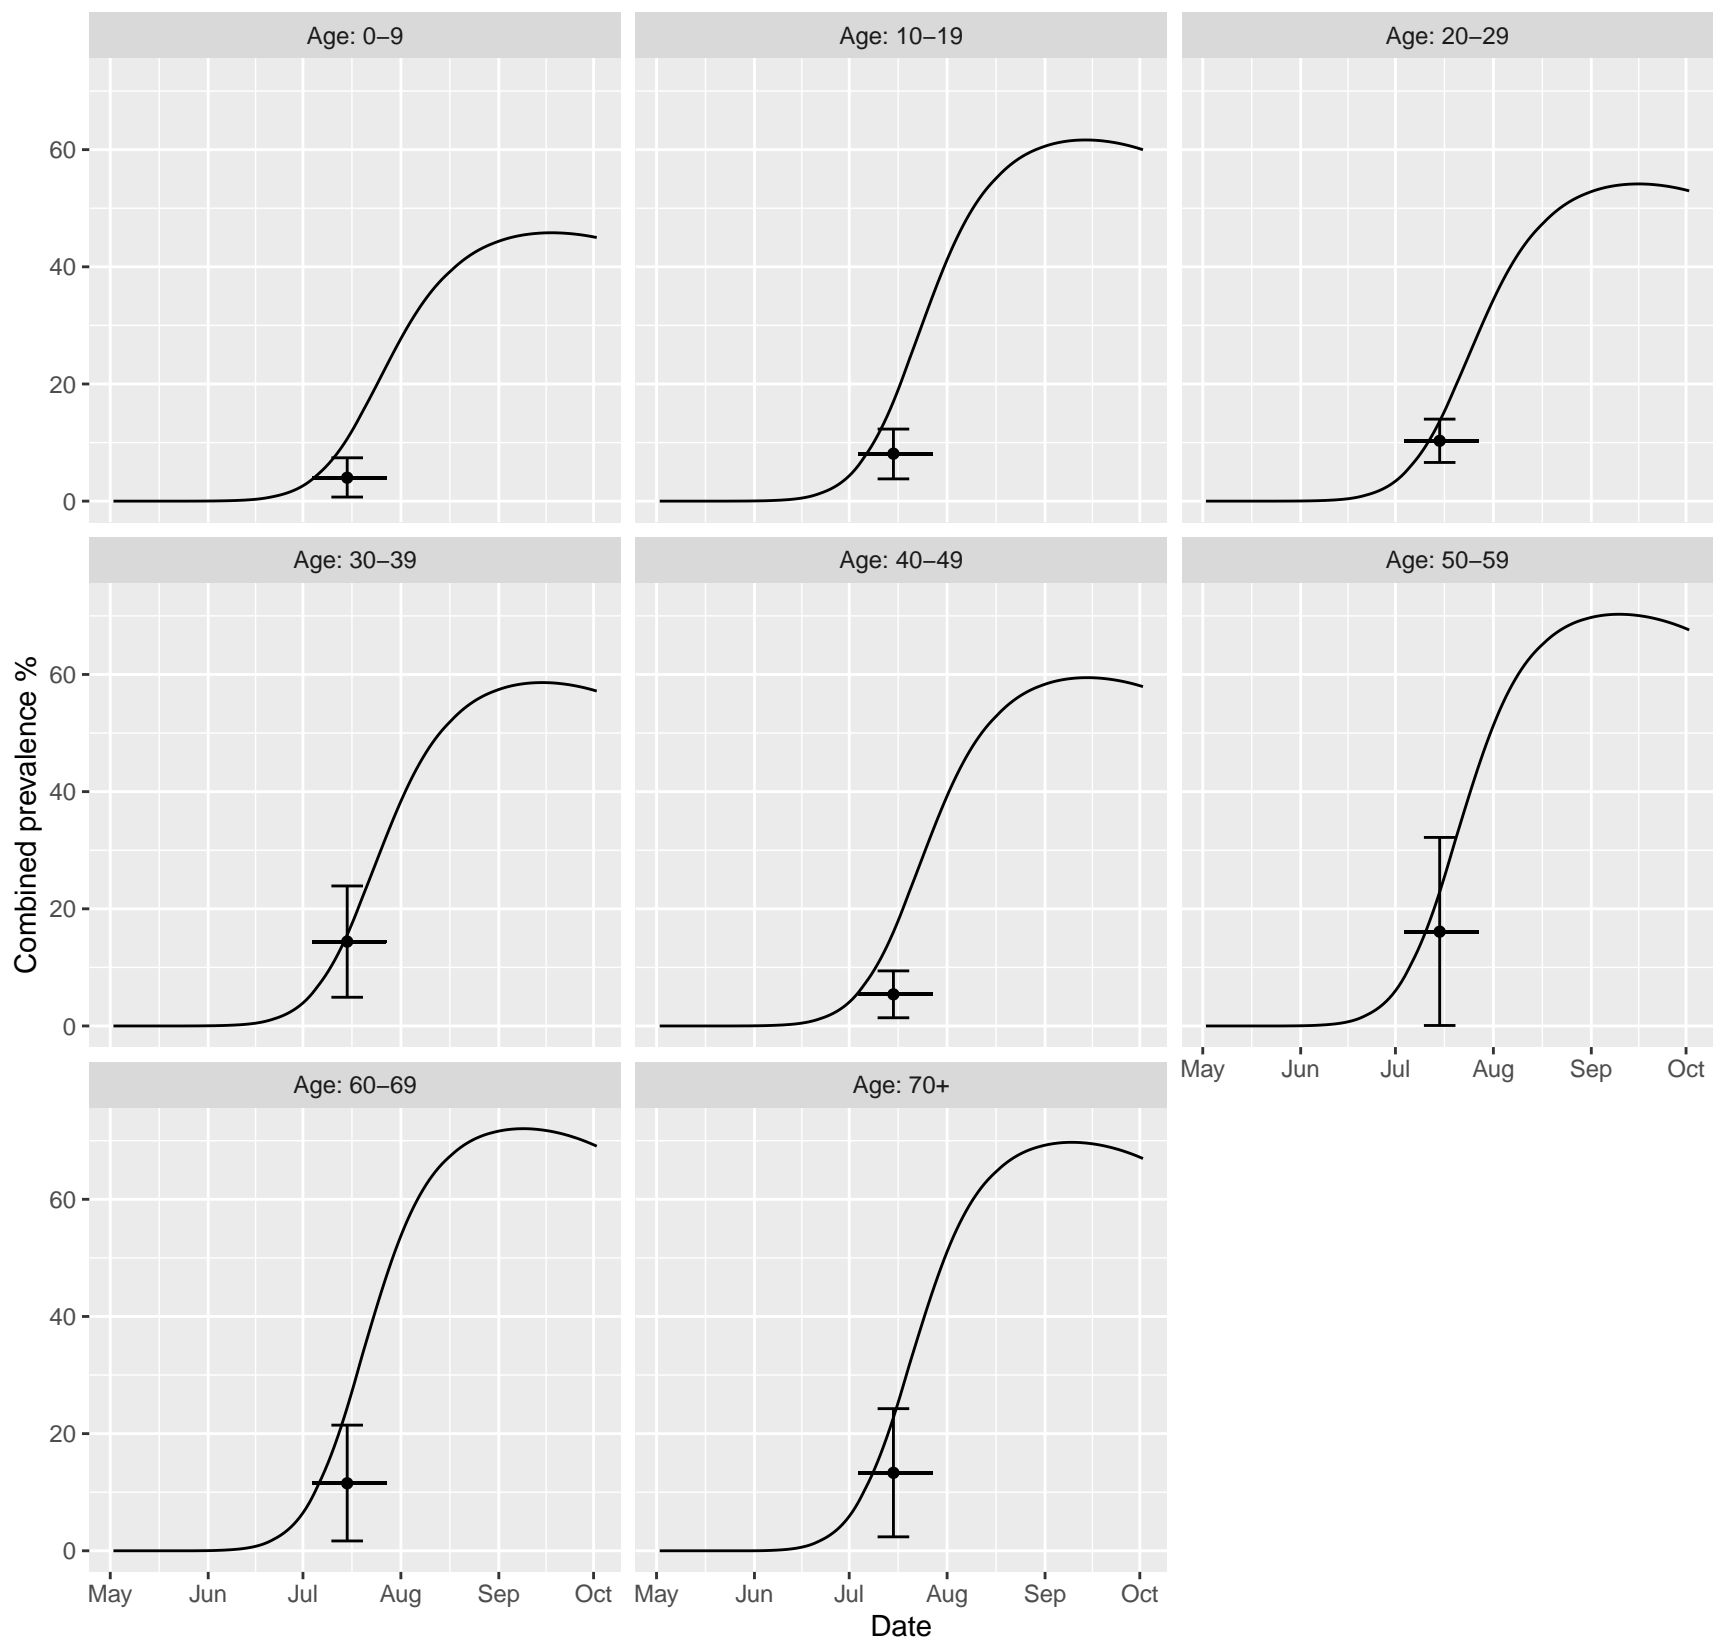 Age: 0–9
Age: 10–19
Age: 20–29
60
40
20
0
Age: 30–39
Age: 40–49
Age: 50–59
Combined prevalence %
60
40
20
0
May Jun Jul Aug Sep Oct
Age: 60–69
Age: 70+
60
40
20
0
May Jun Jul Aug Sep Oct
May Jun Jul Aug Sep Oct
Date